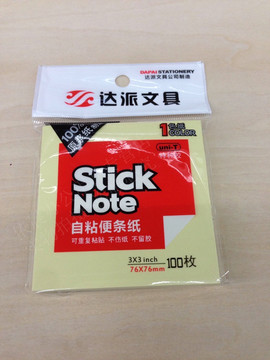 DAPAI STATIONERY
达派文具公司制造
达派文具
100%
1色
COLOR
UNI-T
Stick
Note
自粘便条纸
可重复粘贴 不伤纸 不留胶
3X3 inch
76X76mm
100枚